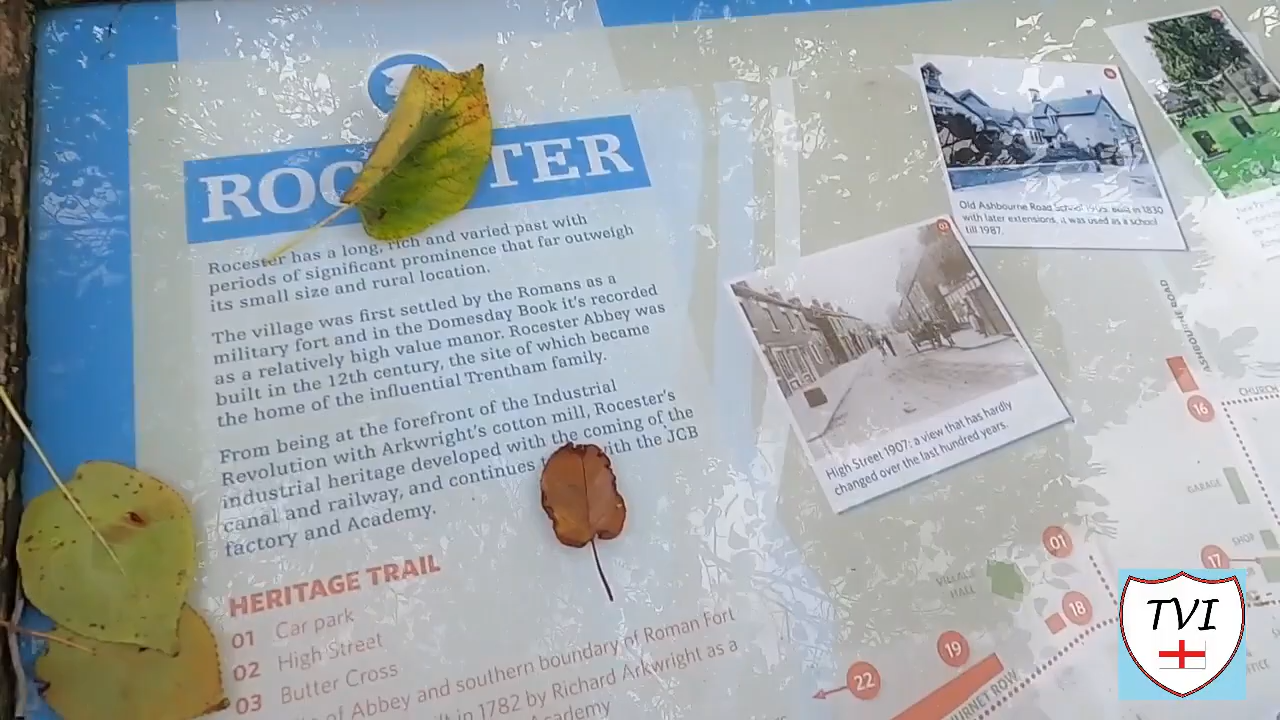 ROC TER
Rocester has a long, rich and varied past with
periods of significant prominence that far outweigh
its small size and rural location.
The village was first settled by the Romans as a
military fort and in the Domesday Book it's recorded
as a relatively high value manor. Rocester Abbey was
built in the 12th century, the site of which became
the home of the influential Trentham family.
From being at the forefront of the Industrial
Revolution with Arkwright's cotton mill, Rocester's
industrial heritage developed with the coming of the
canal and railway, and continues with the JCB
factory and Academy.
HERITAGE TRAIL
01 Car park
02 High Street
03 Butter Cross
of Abbey and southern boundary of Roman Fort
in 1782 by Richard Arkwright as a
Academy
Old Ashbourne Road School 1905. Built in 1830
with later extensions, it was used as a school
till 1987.
03
High Street 1907: a view that has hardly
changed over the last hundred years.
ASHBOURNE ROAD
7
16
CHURCH
GARAGE
SHOP
17
01
VILLAGE
HALL
18
19
22
URNET ROW
TVI